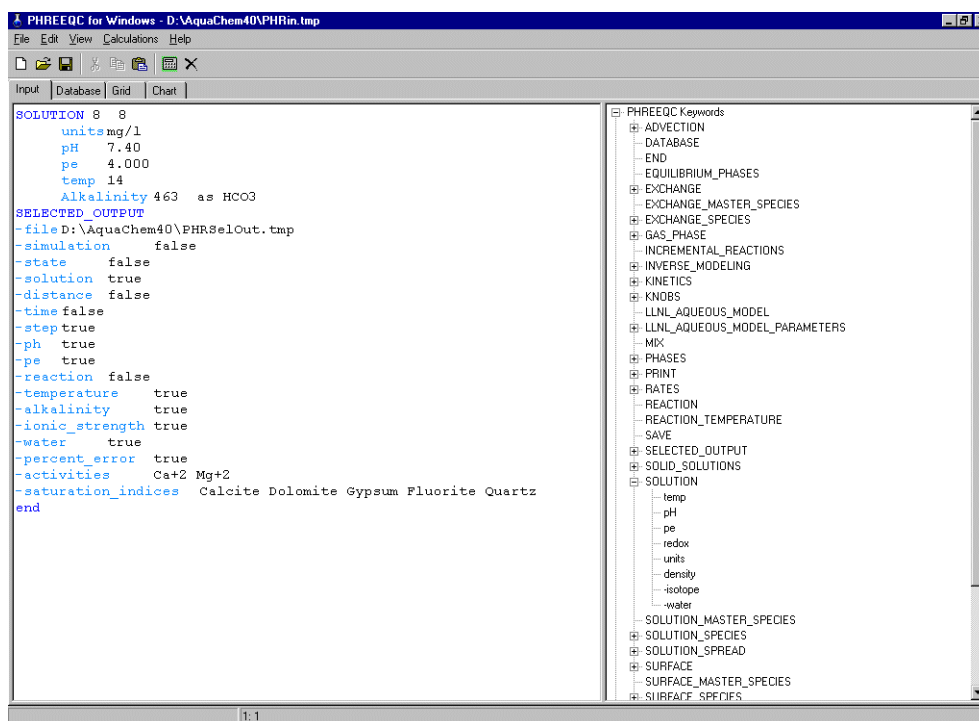 PHREEQC for Windows - D:\AquaChem40\PHRin.tmp
File Edit View Calculations Help
Input Database Grid Chart
SOLUTION 8 8
units mg/l
pH 7.40
pe 4.000
temp 14
Alkalinity 463 as HCO3
SELECTED_OUTPUT
-file D:\AquaChem40\PHRSelOut.tmp
-simulation false
-state false
-solution true
-distance false
-time false
-step true
-ph true
-pe true
-reaction false
-temperature true
-alkalinity true
-ionic_strength true
-water true
-percent_error true
-activities Ca+2 Mg+2
-saturation_indices Calcite Dolomite Gypsum Fluorite Quartz
end
PHREEQC Keywords
ADVECTION
DATABASE
END
EQUILIBRIUM_PHASES
EXCHANGE
EXCHANGE_MASTER_SPECIES
EXCHANGE_SPECIES
GAS_PHASE
INCREMENTAL_REACTIONS
INVERSE_MODELING
KINETICS
KNOBS
LLNL_AQUEOUS_MODEL
LLNL_AQUEOUS_MODEL_PARAMETERS
MIX
PHASES
PRINT
RATES
REACTION
REACTION_TEMPERATURE
SAVE
SELECTED_OUTPUT
SOLID_SOLUTIONS
SOLUTION
temp
pH
pe
redox
units
density
-isotope
-water
SOLUTION_MASTER_SPECIES
SOLUTION_SPECIES
SOLUTION_SPREAD
SURFACE
SURFACE_MASTER_SPECIES
SURFACE_SPECIES
1: 1